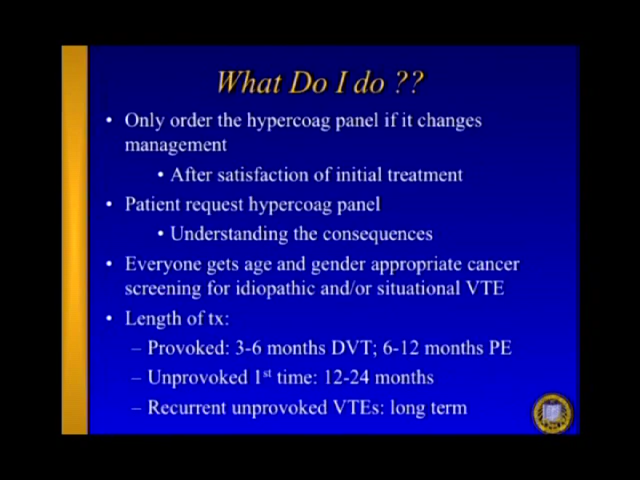 What Do I do ??
• Only order the hypercoag panel if it changes
management
• After satisfaction of initial treatment
• Patient request hypercoag panel
• Understanding the consequences
• Everyone gets age and gender appropriate cancer
screening for idiopathic and/or situational VTE
• Length of tx:
– Provoked: 3-6 months DVT; 6-12 months PE
– Unprovoked 1st time: 12-24 months
– Recurrent unprovoked VTEs: long term